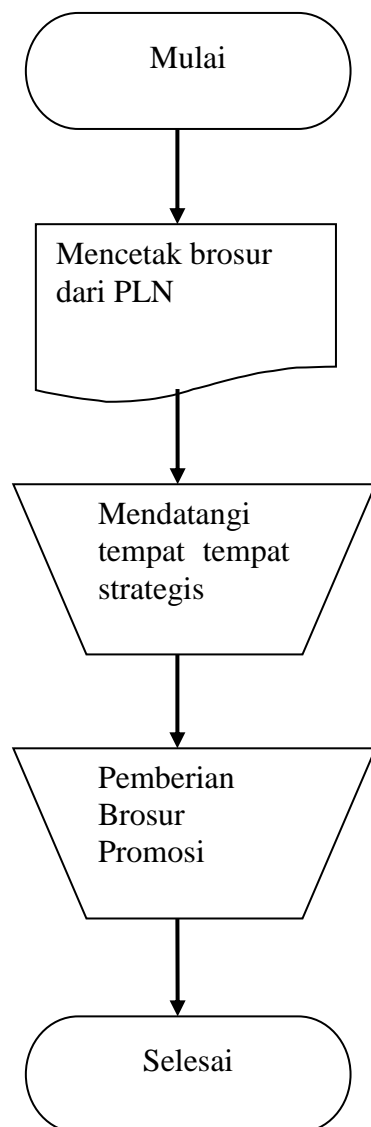 Mulai
Mencetak brosur
dari PLN
Mendatangi
tempat tempat
strategis
Pemberian
Brosur
Promosi
Selesai